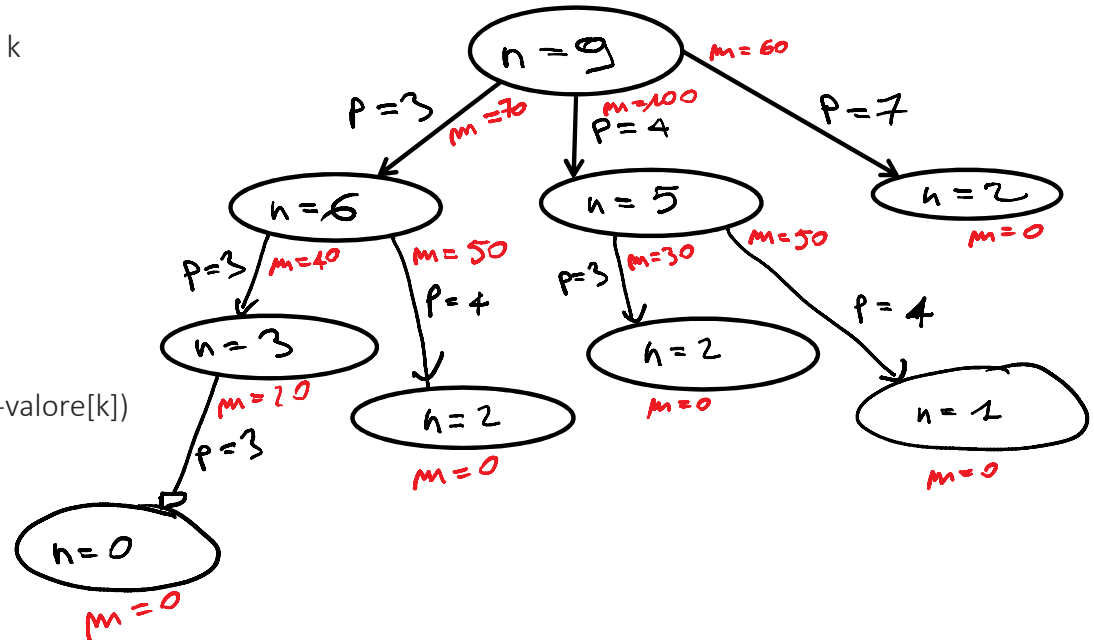 k
n = 9
m = 60
p = 3
m = 70
m = 100
p = 4
p = 7
n = 6
n = 5
n = 2
m = 0
p = 3
m = 40
m = 50
p = 4
p = 3
m = 30
m = 50
p = 4
n = 3
m = 20
n = 2
m = 0
n = 2
m = 0
n = 1
m = 0
-valore[k])
p = 3
n = 0
m = 0